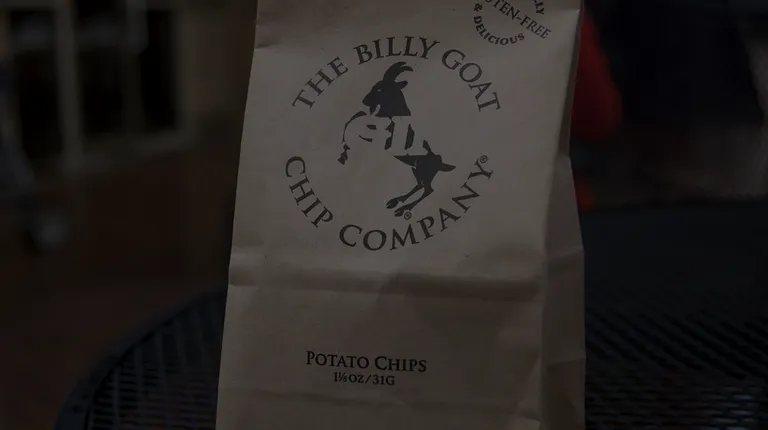 GLUTEN-FREE
& DELICIOUS
THE BILLY GOAT
CHIP COMPANY®
®
POTATO CHIPS
1⅛ OZ/31G